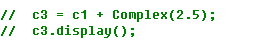 //  c3 = c1 + Complex(2.5);
//  c3.display();